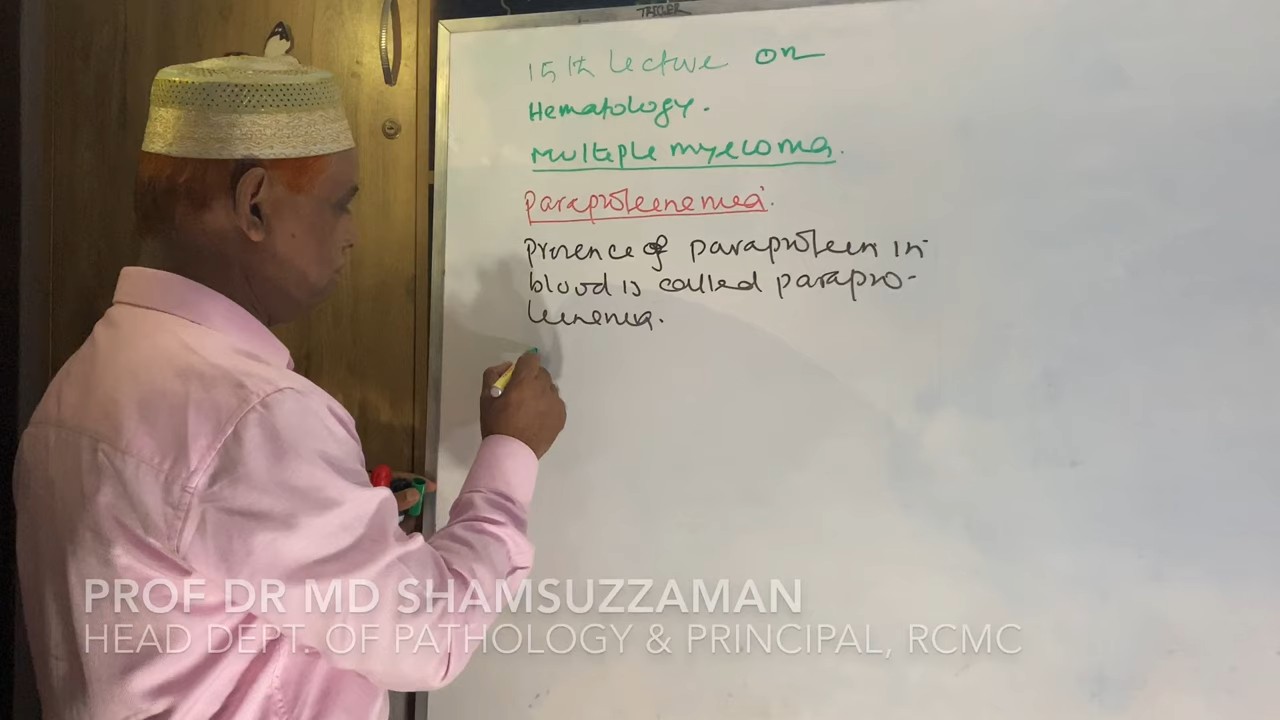 15th lecture on
Hematology.
Multiple myeloma.
Paraproteinemia.
Presence of paraprotein in
blood is called parapro-
teinemia.
PROF DR MD SHAMSUZZAMAN
HEAD DEPT. OF PATHOLOGY & PRINCIPAL, RCMC